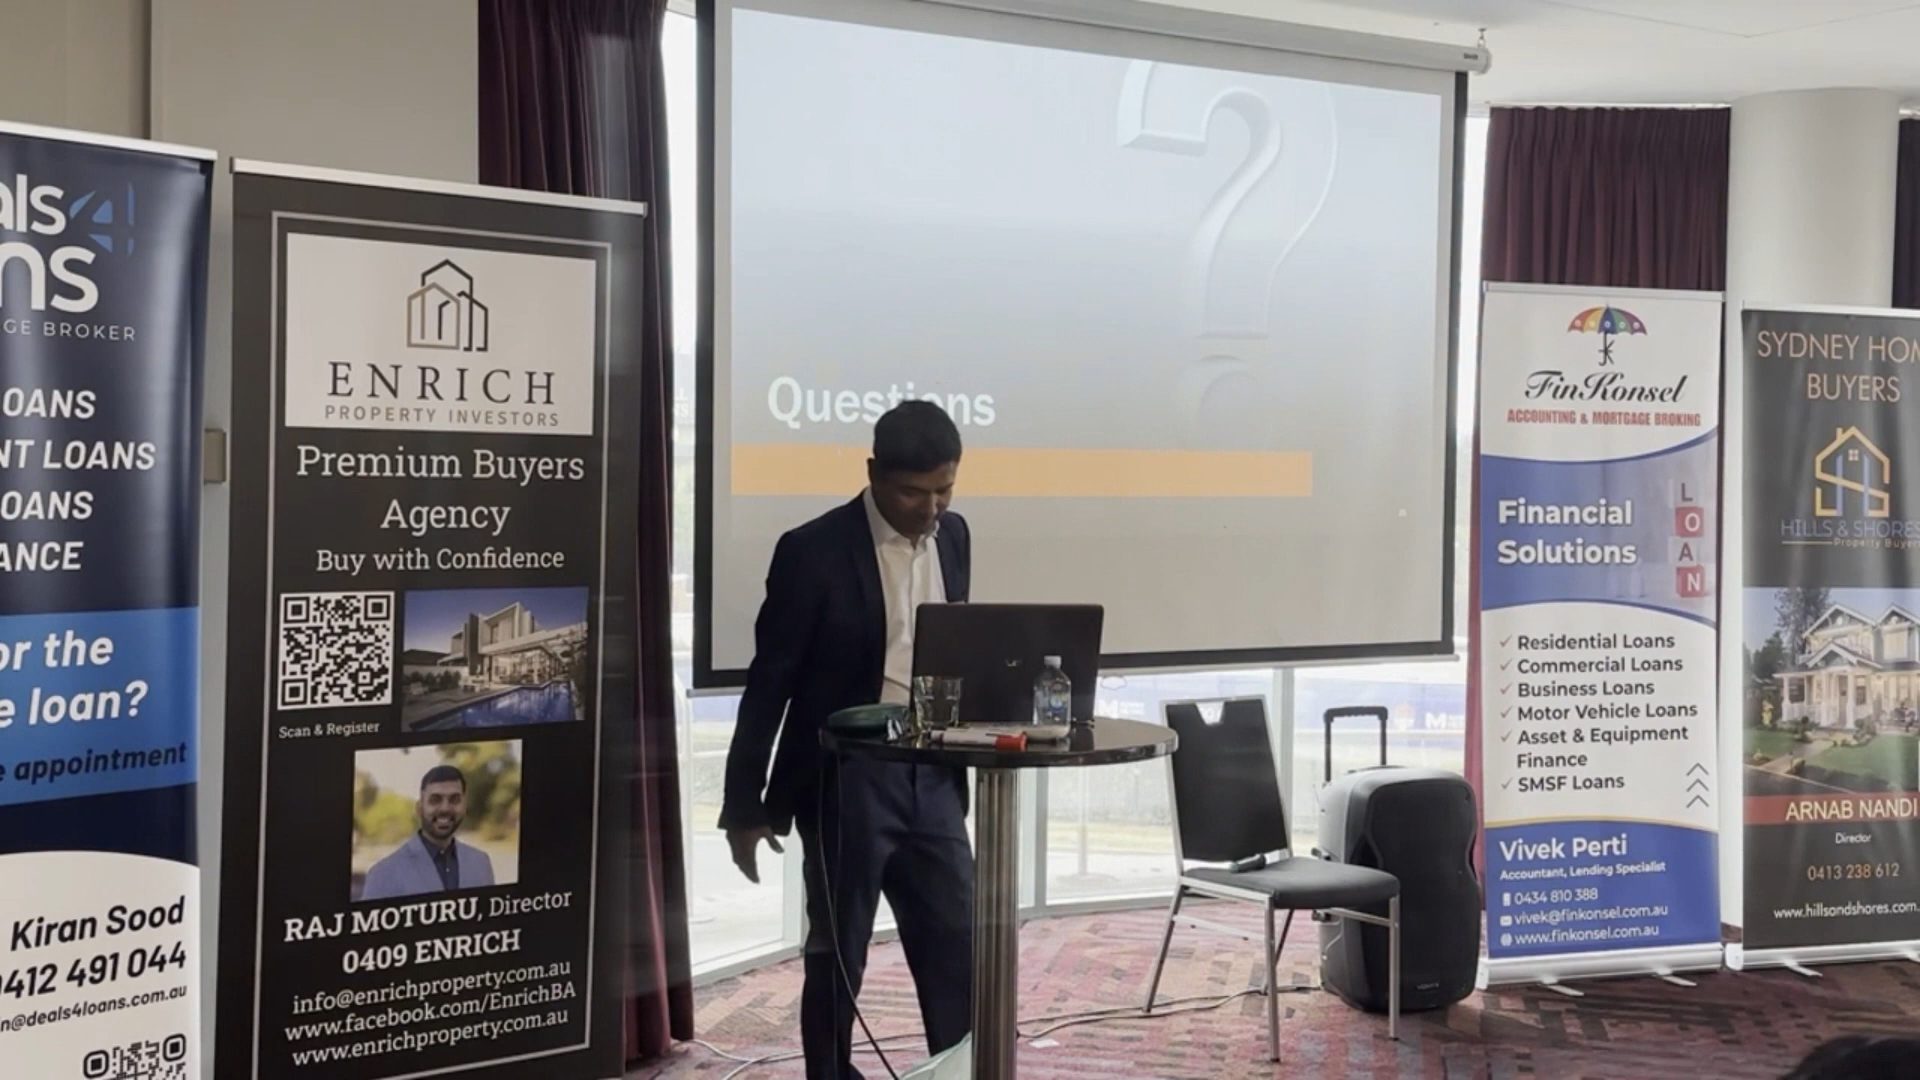 als4
ns
GE BROKER
OANS
NT LOANS
OANS
ANCE
or the
e loan?
e appointment
Kiran Sood
0412 491 044
n@deals4loans.com.au
ENRICH
PROPERTY INVESTORS
Premium Buyers
Agency
Buy with Confidence
Scan & Register
RAJ MOTURU, Director
0409 ENRICH
info@enrichproperty.com.au
www.facebook.com/EnrichBA
www.enrichproperty.com.au
Questions
FinKonsel
ACCOUNTING & MORTGAGE BROKING
Financial
Solutions
LOAN
Residential Loans
Commercial Loans
Business Loans
Motor Vehicle Loans
Asset & Equipment
Finance
SMSF Loans
Vivek Perti
Accountant, Lending Specialist
0434 810 388
vivek@finkonsel.com.au
www.finkonsel.com.au
SYDNEY HOM
BUYERS
HILLS & SHORES
Property Buyers
ARNAB NANDI
Director
0413 238 612
www.hillsandshores.com.